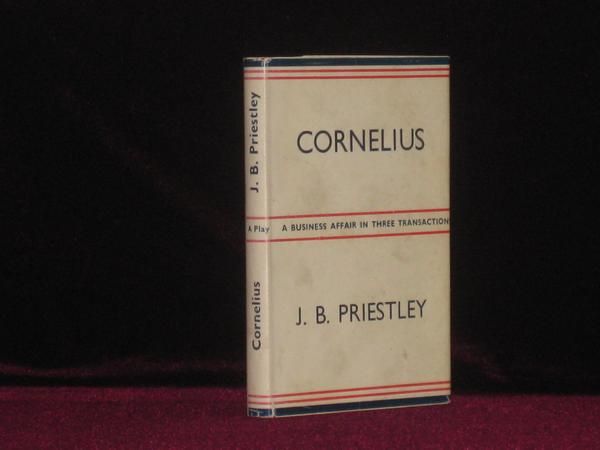 CORNELIUS
A BUSINESS AFFAIR IN THREE TRANSACTION
J. B. PRIESTLEY
J. B. Priestley
A Play
Cornelius